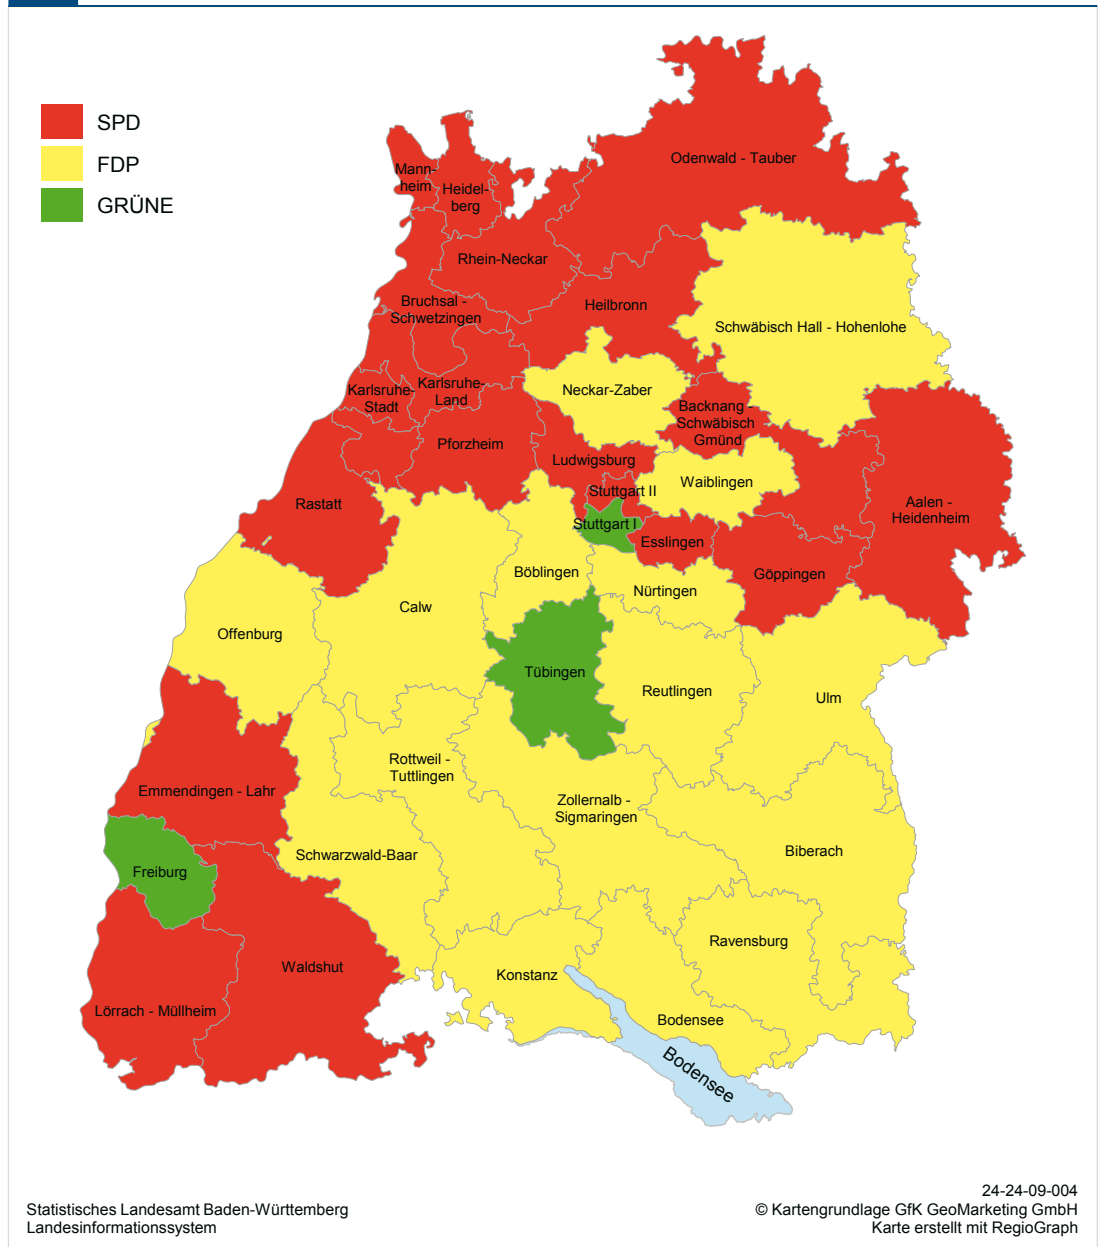 SPD
FDP
GRÜNE
Odenwald - Tauber
Mann-
heim
Heidel-
berg
Rhein-Neckar
Bruchsal -
Schwetzingen
Heilbronn
Schwäbisch Hall - Hohenlohe
Karlsruhe-
Stadt
Karlsruhe-
Land
Neckar-Zaber
Backnang -
Schwäbisch
Gmünd
Pforzheim
Ludwigsburg
Waiblingen
Stuttgart II
Rastatt
Aalen -
Heidenheim
Stuttgart I
Esslingen
Böblingen
Göppingen
Nürtingen
Calw
Offenburg
Tübingen
Reutlingen
Ulm
Rottweil -
Tuttlingen
Emmendingen - Lahr
Zollernalb -
Sigmaringen
Schwarzwald-Baar
Biberach
Freiburg
Ravensburg
Waldshut
Konstanz
Lörrach - Müllheim
Bodensee
Bodensee
24-24-09-004
Statistisches Landesamt Baden-Württemberg
Landesinformationssystem
© Kartengrundlage GfK GeoMarketing GmbH
Karte erstellt mit RegioGraph